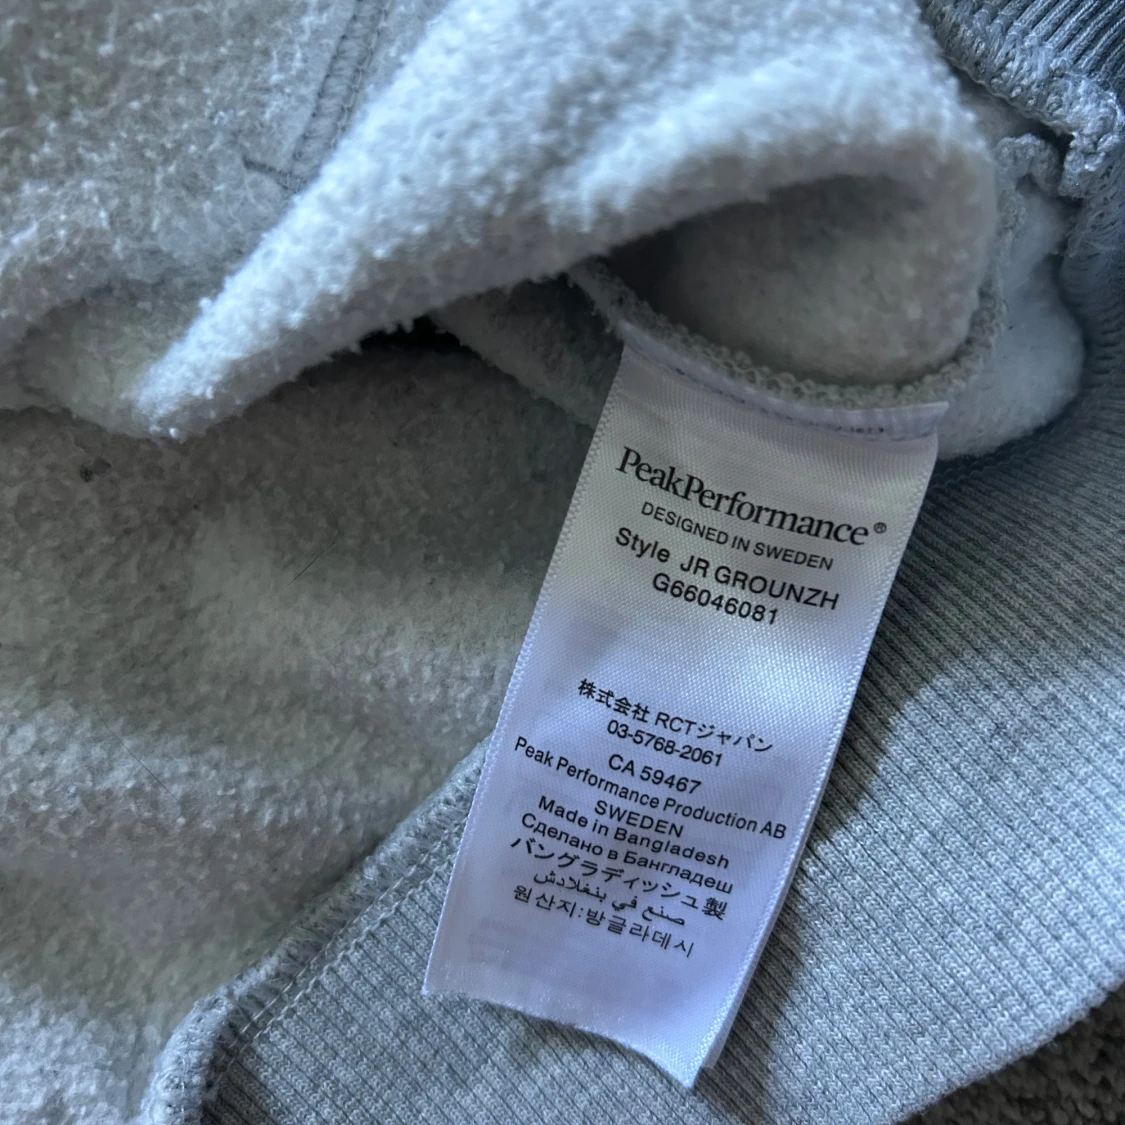 PeakPerformance®
DESIGNED IN SWEDEN
Style JR GROUNZH
G66046081
株式会社 RCTジャパン
03-5768-2061
CA 59467
Peak Performance Production AB
SWEDEN
Made in Bangladesh
Сделано в Бангладеш
バングラディッシュ製
صنع في بنغلادش
원산지:방글라데시